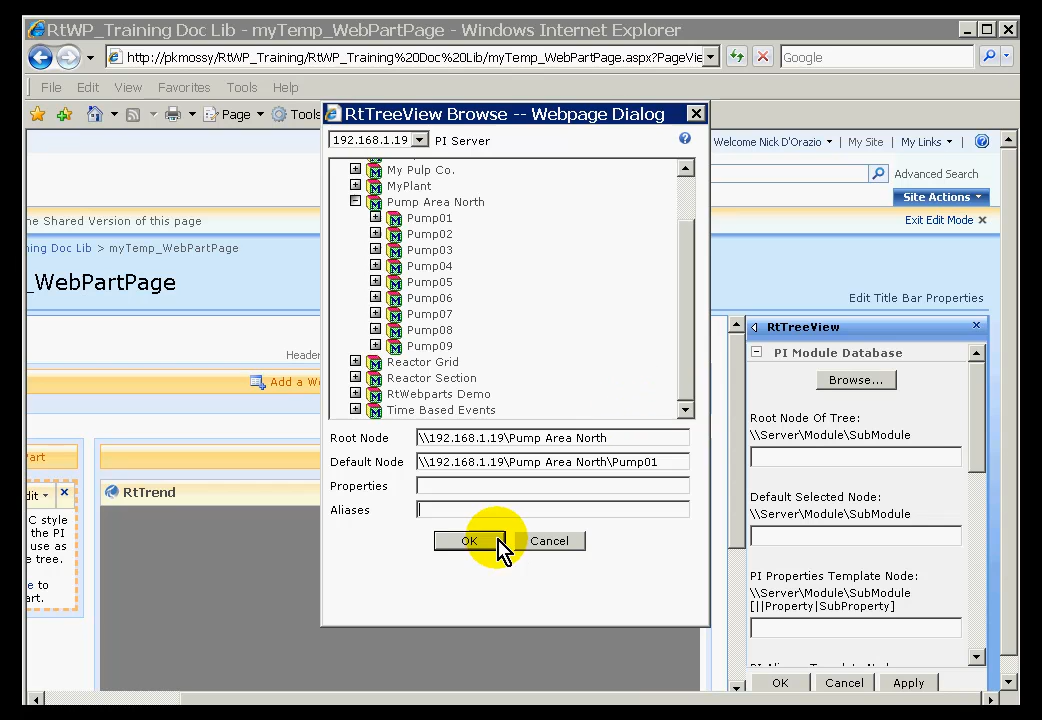 RtWP_Training Doc Lib - myTemp_WebPartPage - Windows Internet Explorer
http://pkmossy/RtWP_Training/RtWP_Training%20Doc%20Lib/myTemp_WebPartPage.aspx?PageVie
Google
File Edit View Favorites Tools Help
Page Tools
RtTreeView Browse -- Webpage Dialog
192.168.1.19 PI Server
Welcome Nick D'Orazio My Site My Links
Advanced Search
Site Actions
he Shared Version of this page
Exit Edit Mode
ning Doc Lib > myTemp_WebPartPage
_WebPartPage
Edit Title Bar Properties
My Pulp Co.
MyPlant
Pump Area North
Pump01
Pump02
Pump03
Pump04
Pump05
Pump06
Pump07
Pump08
Pump09
Reactor Grid
Reactor Section
RtWebparts Demo
Time Based Events
Root Node \\192.168.1.19\Pump Area North
Default Node \\192.168.1.19\Pump Area North\Pump01
Properties
Aliases
OK Cancel
Header
Add a We
art
dit
C style
the PI
use as
e tree.
e to
art.
RtTrend
RtTreeView
PI Module Database
Browse...
Root Node Of Tree:
\\Server\Module\SubModule
Default Selected Node:
\\Server\Module\SubModule
PI Properties Template Node:
\\Server\Module\SubModule
[||Property|SubProperty]
OK Cancel Apply